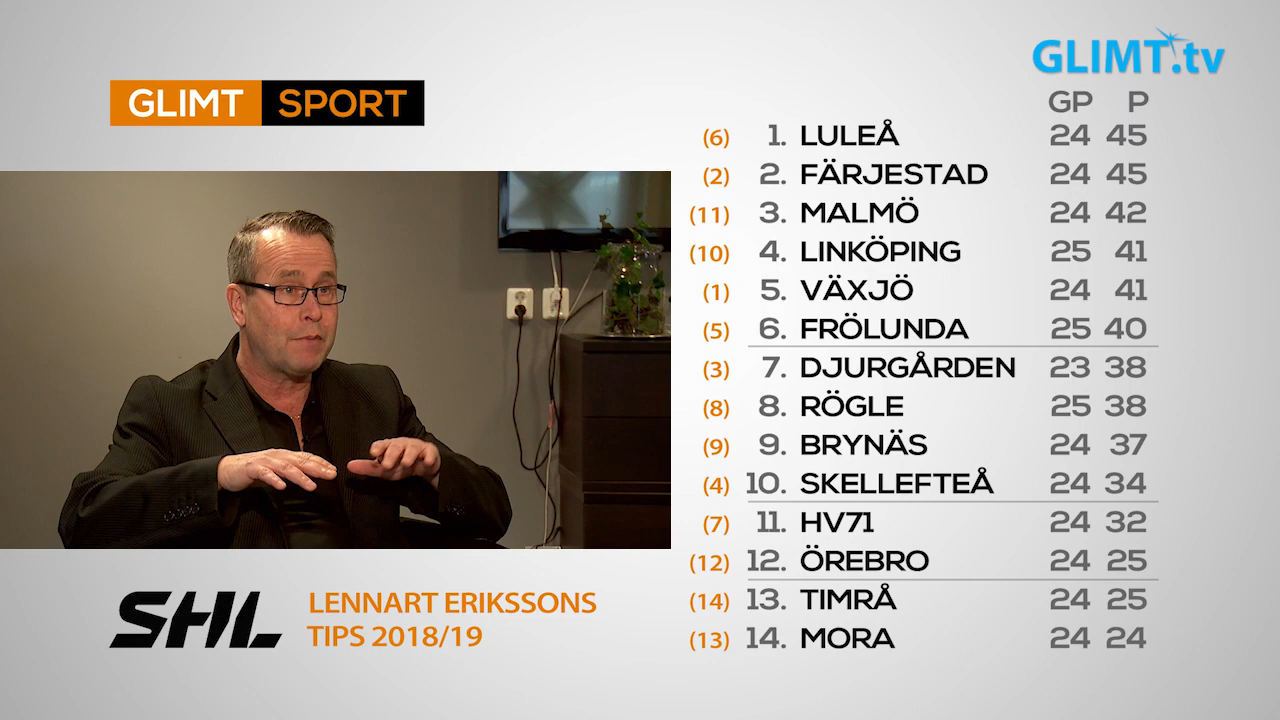 GLIMT.tv
GLIMT SPORT
GP P
(6) 1. LULEÅ 24 45
(2) 2. FÄRJESTAD 24 45
(11) 3. MALMÖ 24 42
(10) 4. LINKÖPING 25 41
(1) 5. VÄXJÖ 24 41
(5) 6. FRÖLUNDA 25 40
(3) 7. DJURGÅRDEN 23 38
(8) 8. RÖGLE 25 38
(9) 9. BRYNÄS 24 37
(4) 10. SKELLEFTEÅ 24 34
(7) 11. HV71 24 32
(12) 12. ÖREBRO 24 25
(14) 13. TIMRÅ 24 25
(13) 14. MORA 24 24
SHL
LENNART ERIKSSONS
TIPS 2018/19